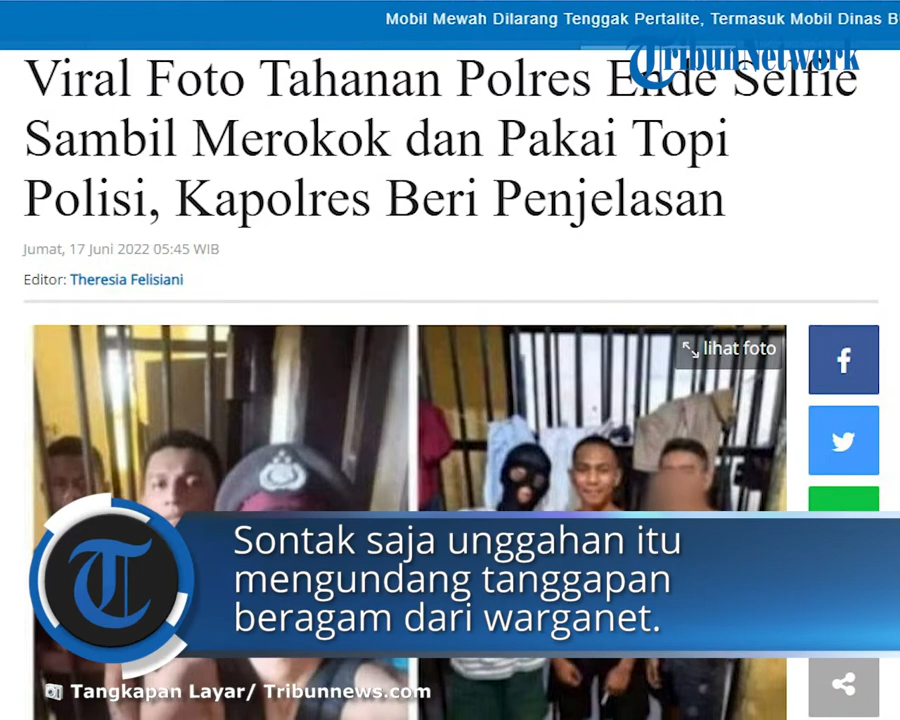 Mobil Mewah Dilarang Tenggak Pertalite, Termasuk Mobil Dinas B
TribunNetwork
Viral Foto Tahanan Polres Ende Selfie
Sambil Merokok dan Pakai Topi
Polisi, Kapolres Beri Penjelasan
Jumat, 17 Juni 2022 05:45 WIB
Editor: Theresia Felisiani
lihat foto
Sontak saja unggahan itu
mengundang tanggapan
beragam dari warganet.
Tangkapan Layar/ Tribunnews.com